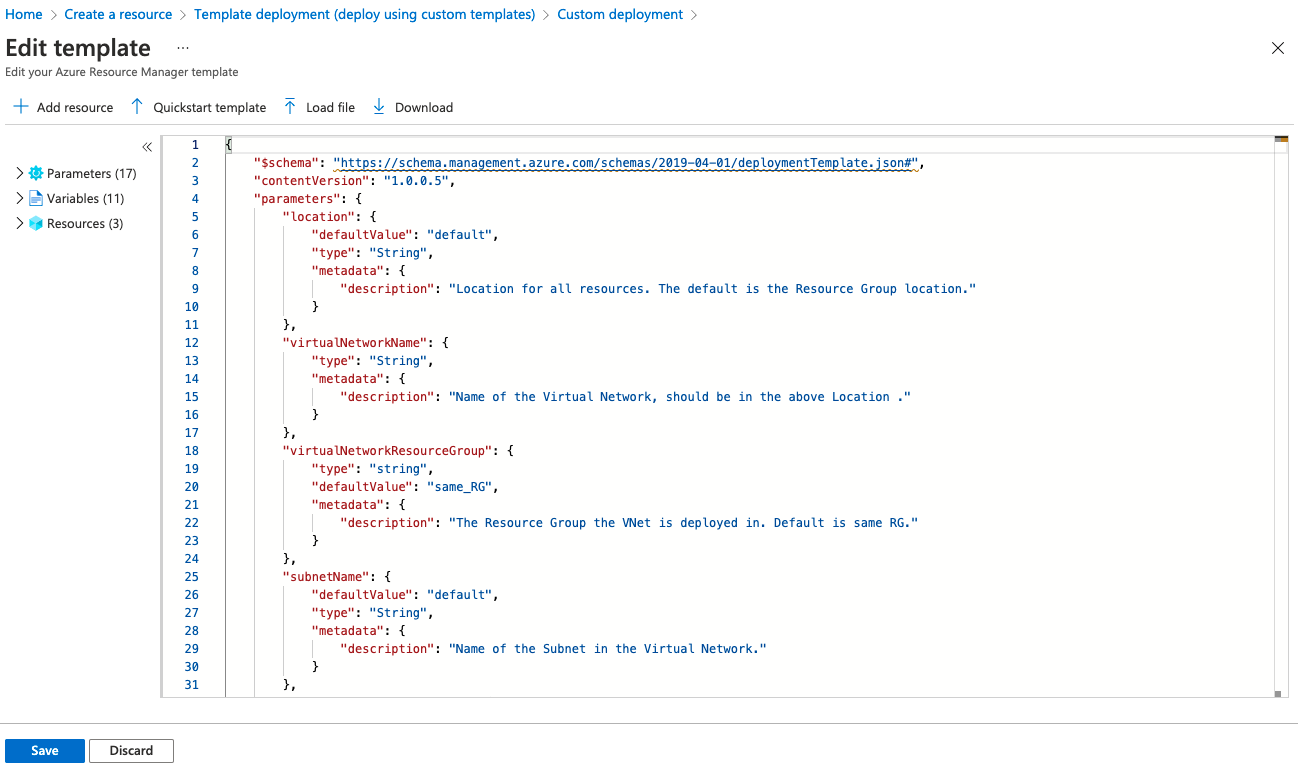 Home > Create a resource > Template deployment (deploy using custom templates) > Custom deployment >
Edit template ...
Edit your Azure Resource Manager template
Add resource Quickstart template Load file Download
«
Parameters (17)
Variables (11)
Resources (3)
1 {
2 "$schema": "https://schema.management.azure.com/schemas/2019-04-01/deploymentTemplate.json#",
3 "contentVersion": "1.0.0.5",
4 "parameters": {
5 "location": {
6 "defaultValue": "default",
7 "type": "String",
8 "metadata": {
9 "description": "Location for all resources. The default is the Resource Group location."
10 }
11 },
12 "virtualNetworkName": {
13 "type": "String",
14 "metadata": {
15 "description": "Name of the Virtual Network, should be in the above Location ."
16 }
17 },
18 "virtualNetworkResourceGroup": {
19 "type": "string",
20 "defaultValue": "same_RG",
21 "metadata": {
22 "description": "The Resource Group the VNet is deployed in. Default is same RG."
23 }
24 },
25 "subnetName": {
26 "defaultValue": "default",
27 "type": "String",
28 "metadata": {
29 "description": "Name of the Subnet in the Virtual Network."
30 }
31 },
Save Discard